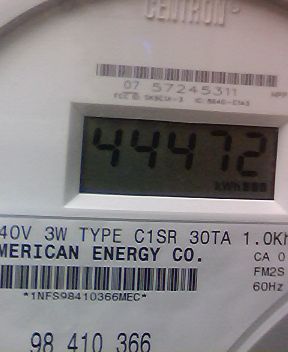 CENTRON®
07 57245311
44472
kWh
40V 3W TYPE C1SR 30TA 1.0Kh
MERICAN ENERGY CO.
CA 0
FM2S
60Hz
*1NFS98410366MEC*
98 410 366